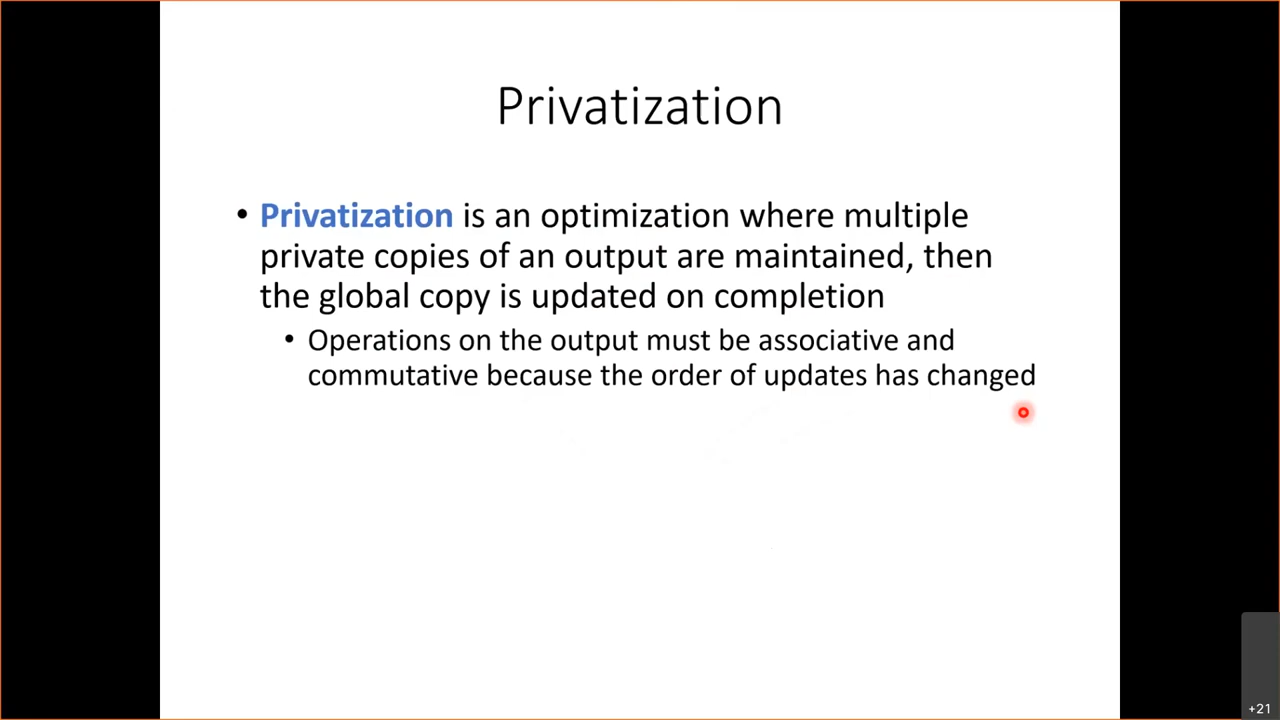 Privatization
• Privatization is an optimization where multiple
private copies of an output are maintained, then
the global copy is updated on completion
• Operations on the output must be associative and
commutative because the order of updates has changed
+21